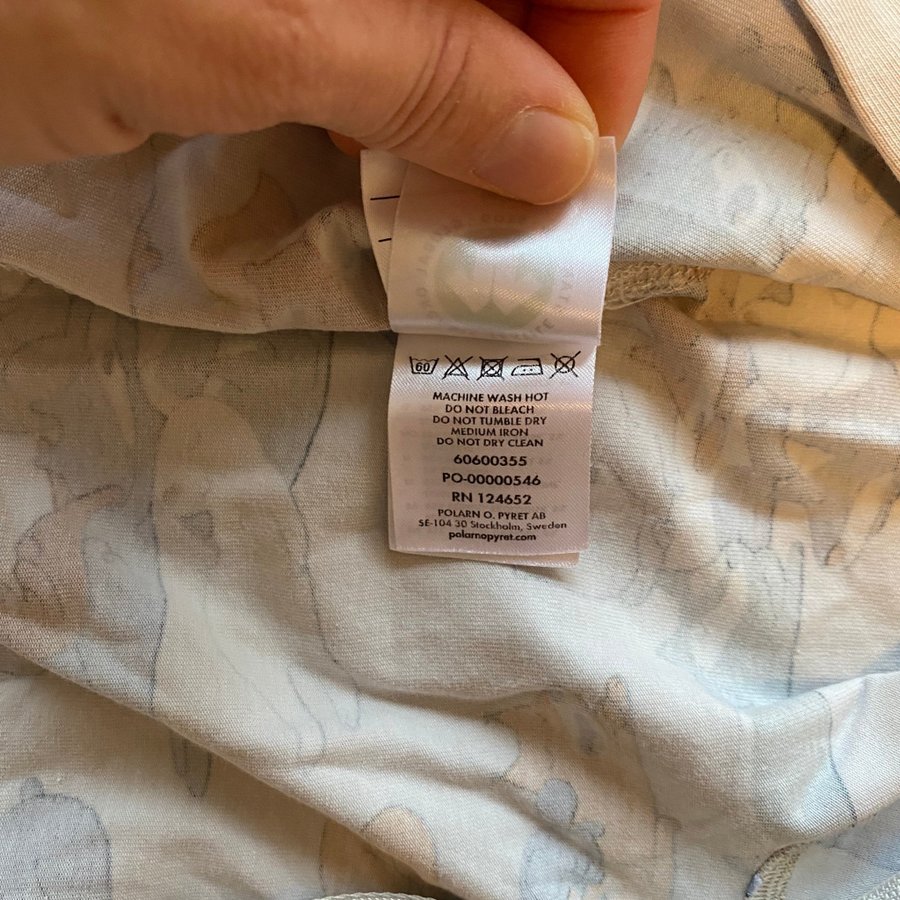 60
MACHINE WASH HOT
DO NOT BLEACH
DO NOT TUMBLE DRY
MEDIUM IRON
DO NOT DRY CLEAN
60600355
PO-00000546
RN 124652
POLARN O. PYRET AB
SE-104 30 Stockholm, Sweden
polarnopyret.com